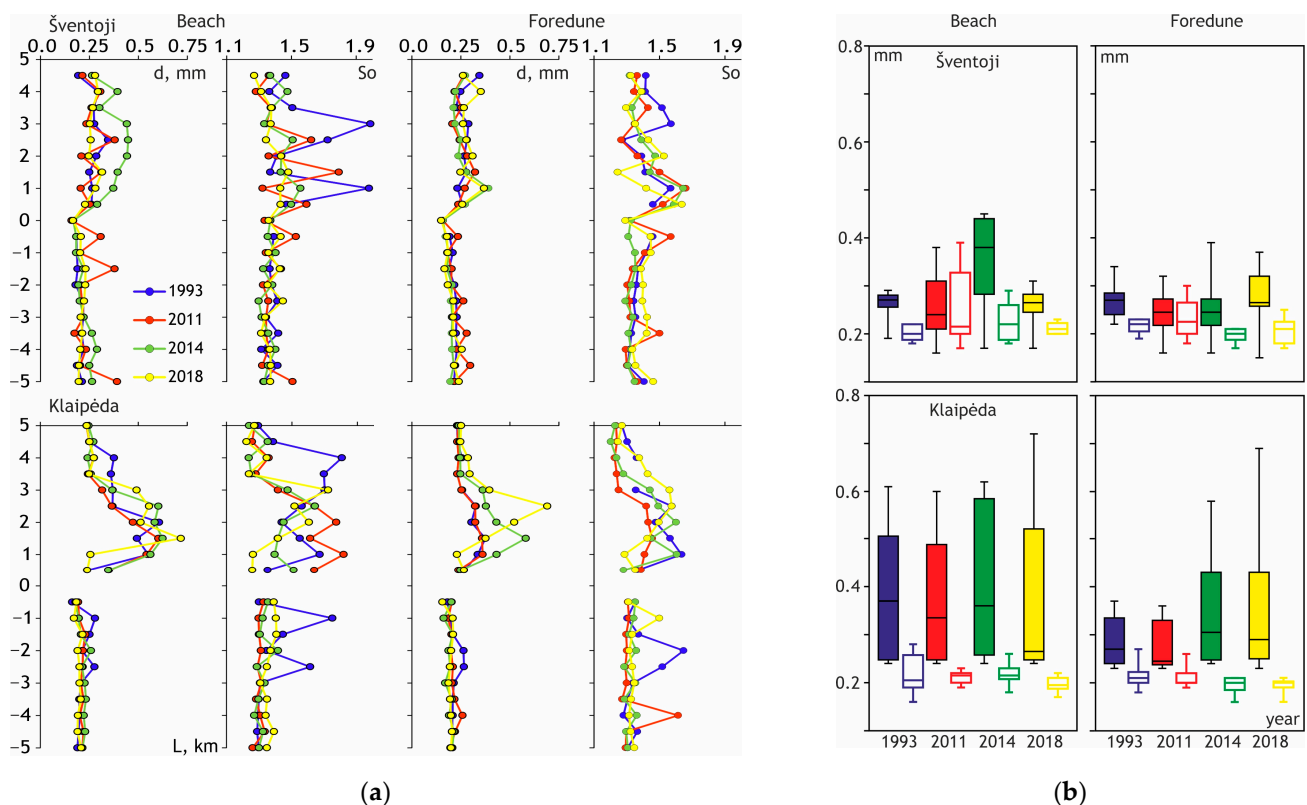 Šventoji Beach Foredune
0.0 0.25 0.5 0.75 1.1 1.5 1.9 0.0 0.25 0.5 0.75 1.1 1.5 1.9
d, mm So d, mm So
5
4
3
2
1
0
-1
-2
-3
-4
-5
1993
2011
2014
2018
Klaipėda
5
4
3
2
1
0
-1
-2
-3
-4
-5
L, km
(a)
Beach Foredune
0.8
mm mm
Šventoji
0.6
0.4
0.2
0.8
Klaipėda
0.6
0.4
0.2
year
1993 2011 2014 2018 1993 2011 2014 2018
(b)